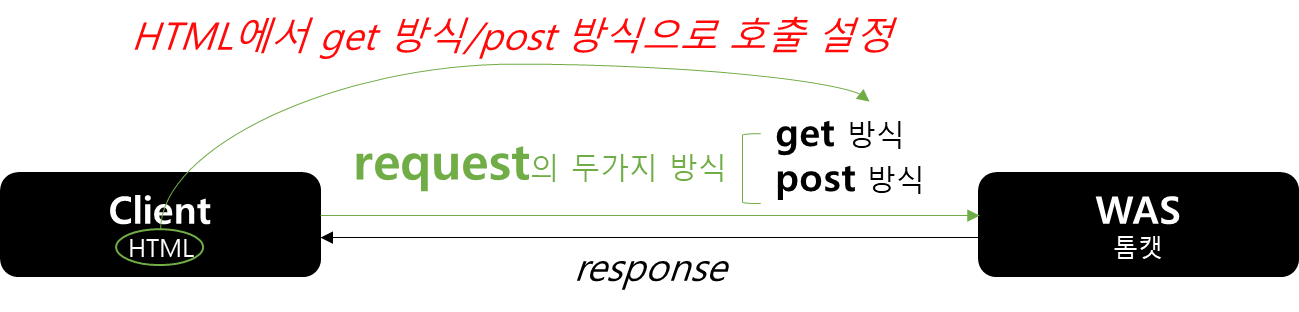 HTML에서 get 방식/post 방식으로 호출 설정
request의 두가지 방식
get 방식
post 방식
Client
HTML
WAS
톰캣
response